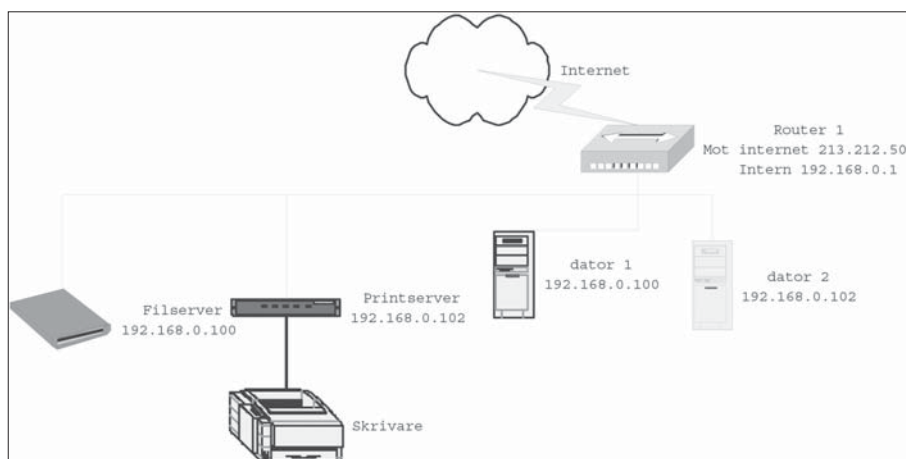 Internet
Router 1
Mot internet 213.212.50
Intern 192.168.0.1
dator 1
192.168.0.100
dator 2
192.168.0.102
Filserver
192.168.0.100
Printserver
192.168.0.102
Skrivare